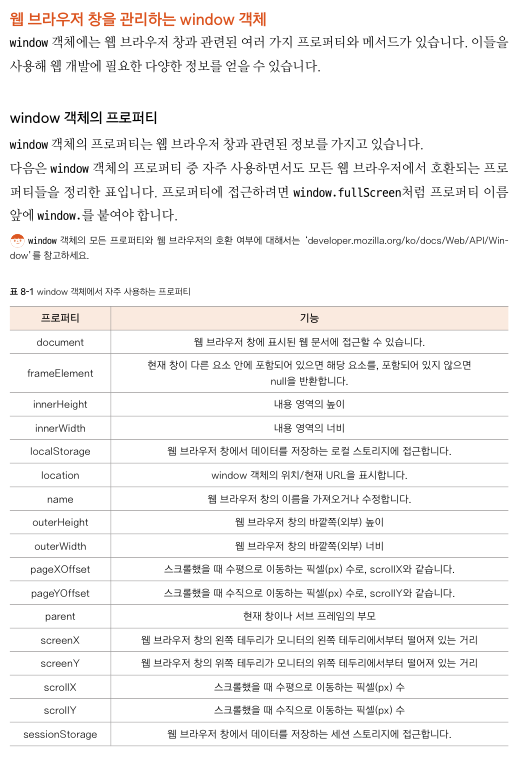 웹 브라우저 창을 관리하는 window 객체
window 객체에는 웹 브라우저 창과 관련된 여러 가지 프로퍼티와 메서드가 있습니다. 이들을
사용해 웹 개발에 필요한 다양한 정보를 얻을 수 있습니다.
window 객체의 프로퍼티
window 객체의 프로퍼티는 웹 브라우저 창과 관련된 정보를 가지고 있습니다.
다음은 window 객체의 프로퍼티 중 자주 사용하면서도 모든 웹 브라우저에서 호환되는 프로
퍼티들을 정리한 표입니다. 프로퍼티에 접근하려면 window.fullScreen처럼 프로퍼티 이름
앞에 window.를 붙여야 합니다.
window 객체의 모든 프로퍼티와 웹 브라우저의 호환 여부에 대해서는 ‘developer.mozilla.org/ko/docs/Web/API/Win-
dow’를 참고하세요.
표 8-1 window 객체에서 자주 사용하는 프로퍼티
프로퍼티 기능
document 웹 브라우저 창에 표시된 웹 문서에 접근할 수 있습니다.
frameElement 현재 창이 다른 요소 안에 포함되어 있으면 해당 요소를, 포함되어 있지 않으면
null을 반환합니다.
innerHeight 내용 영역의 높이
innerWidth 내용 영역의 너비
localStorage 웹 브라우저 창에서 데이터를 저장하는 로컬 스토리지에 접근합니다.
location window 객체의 위치/현재 URL을 표시합니다.
name 웹 브라우저 창의 이름을 가져오거나 수정합니다.
outerHeight 웹 브라우저 창의 바깥쪽(외부) 높이
outerWidth 웹 브라우저 창의 바깥쪽(외부) 너비
pageXOffset 스크롤했을 때 수평으로 이동하는 픽셀(px) 수로, scrollX와 같습니다.
pageYOffset 스크롤했을 때 수직으로 이동하는 픽셀(px) 수로, scrollY와 같습니다.
parent 현재 창이나 서브 프레임의 부모
screenX 웹 브라우저 창의 왼쪽 테두리가 모니터의 왼쪽 테두리에서부터 떨어져 있는 거리
screenY 웹 브라우저 창의 위쪽 테두리가 모니터의 위쪽 테두리에서부터 떨어져 있는 거리
scrollX 스크롤했을 때 수평으로 이동하는 픽셀(px) 수
scrollY 스크롤했을 때 수직으로 이동하는 픽셀(px) 수
sessionStorage 웹 브라우저 창에서 데이터를 저장하는 세션 스토리지에 접근합니다.